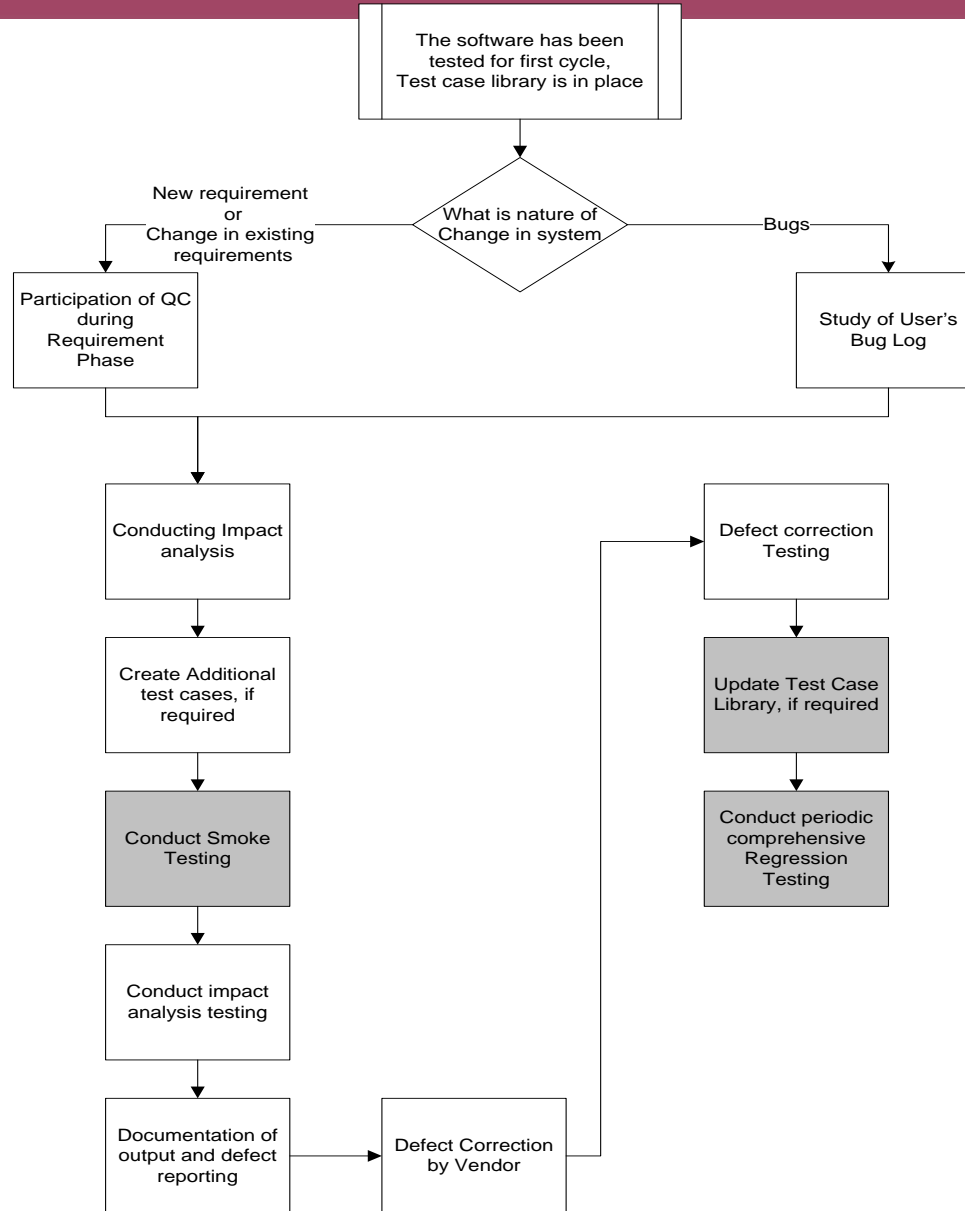 The software has been
tested for first cycle,
Test case library is in place
What is nature of
Change in system
New requirement
or
Change in existing
requirements
Bugs
Participation of QC
during
Requirement
Phase
Study of User’s
Bug Log
Conducting Impact
analysis
Create Additional
test cases, if
required
Conduct Smoke
Testing
Conduct impact
analysis testing
Documentation of
output and defect
reporting
Defect Correction
by Vendor
Defect correction
Testing
Update Test Case
Library, if required
Conduct periodic
comprehensive
Regression
Testing